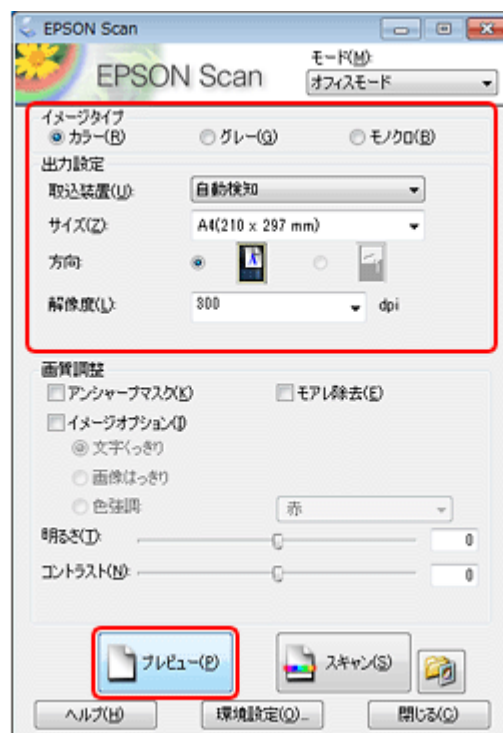 EPSON Scan
EPSON Scan
モード(M):
オフィスモード
イメージタイプ
カラー(R) グレー(G) モノクロ(B)
出力設定
取込装置(U): 自動検知
サイズ(Z): A4(210 x 297 mm)
方向:
解像度(L): 300 dpi
画質調整
アンシャープマスク(K) モアレ除去(E)
イメージオプション(I)
文字くっきり
画像はっきり
色強調: 赤
明るさ(T): 0
コントラスト(N): 0
プレビュー(P) スキャン(S)
ヘルプ(H) 環境設定(O)... 閉じる(C)